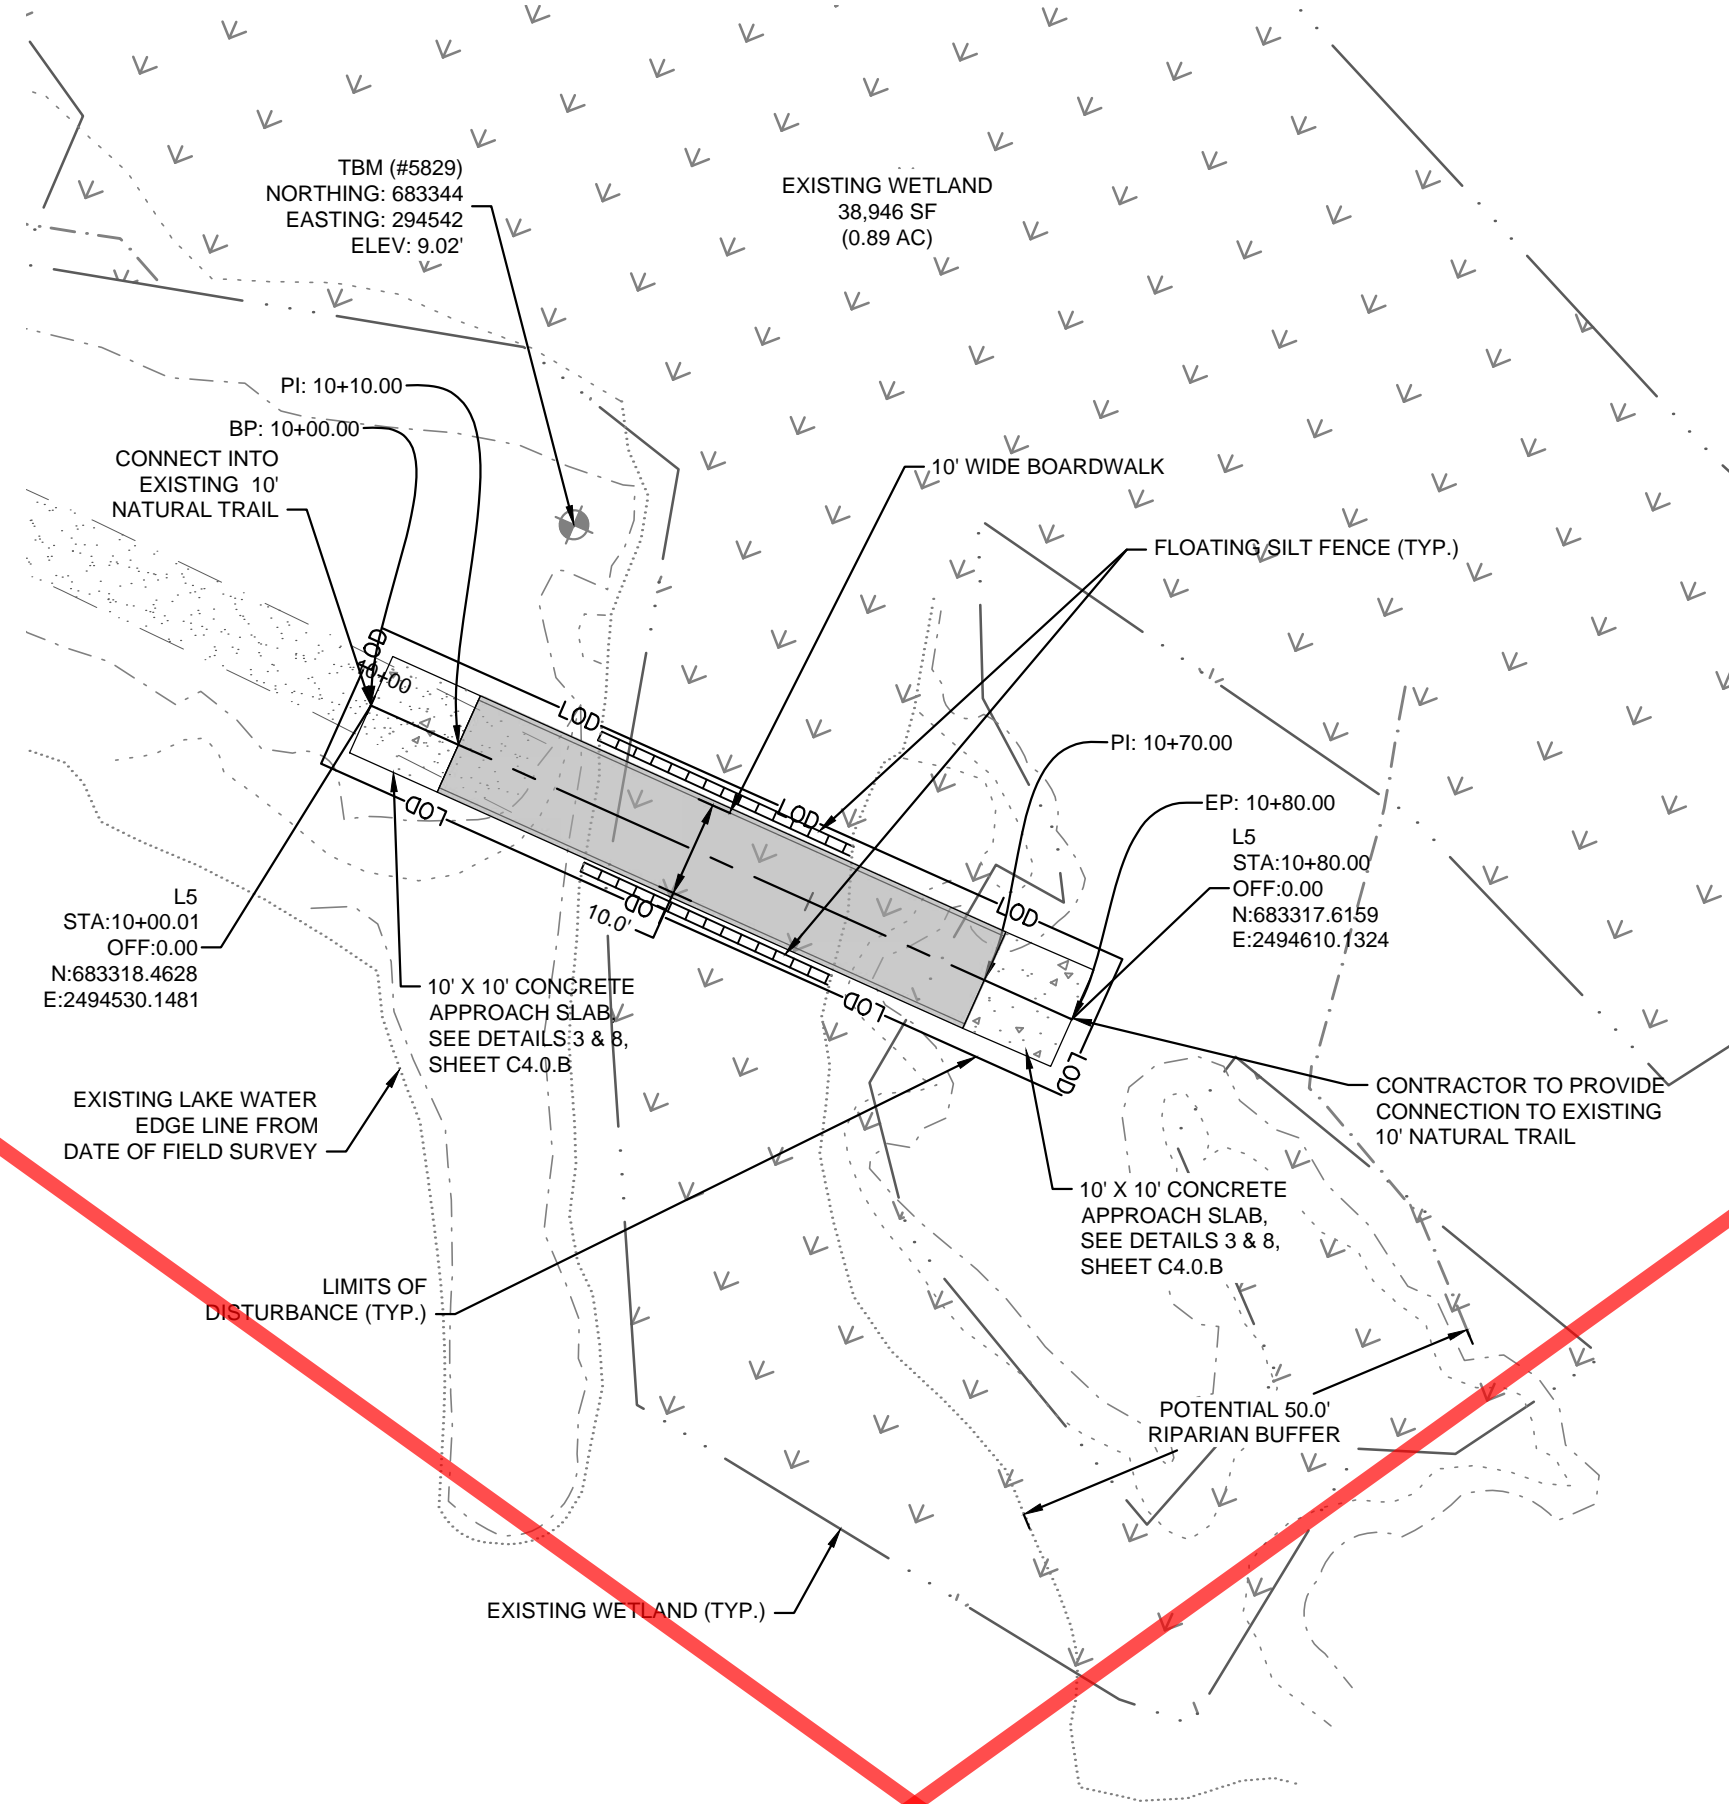 TBM (#5829)
NORTHING: 683344
EASTING: 294542
ELEV: 9.02'
EXISTING WETLAND
38,946 SF
(0.89 AC)
PI: 10+10.00
BP: 10+00.00
CONNECT INTO
EXISTING 10'
NATURAL TRAIL
10' WIDE BOARDWALK
FLOATING SILT FENCE (TYP.)
LOD
10+00
LOD
LOD
LOD
PI: 10+70.00
EP: 10+80.00
L5
STA:10+80.00
OFF:0.00
N:683317.6159
E:2494610.1324
L5
STA:10+00.01
OFF:0.00
N:683318.4628
E:2494530.1481
OD
10.0'
LOD
LOD
LOD
10' X 10' CONCRETE
APPROACH SLAB,
SEE DETAILS 3 & 8,
SHEET C4.0.B
EXISTING LAKE WATER
EDGE LINE FROM
DATE OF FIELD SURVEY
CONTRACTOR TO PROVIDE
CONNECTION TO EXISTING
10' NATURAL TRAIL
10' X 10' CONCRETE
APPROACH SLAB,
SEE DETAILS 3 & 8,
SHEET C4.0.B
LIMITS OF
DISTURBANCE (TYP.)
POTENTIAL 50.0'
RIPARIAN BUFFER
EXISTING WETLAND (TYP.)